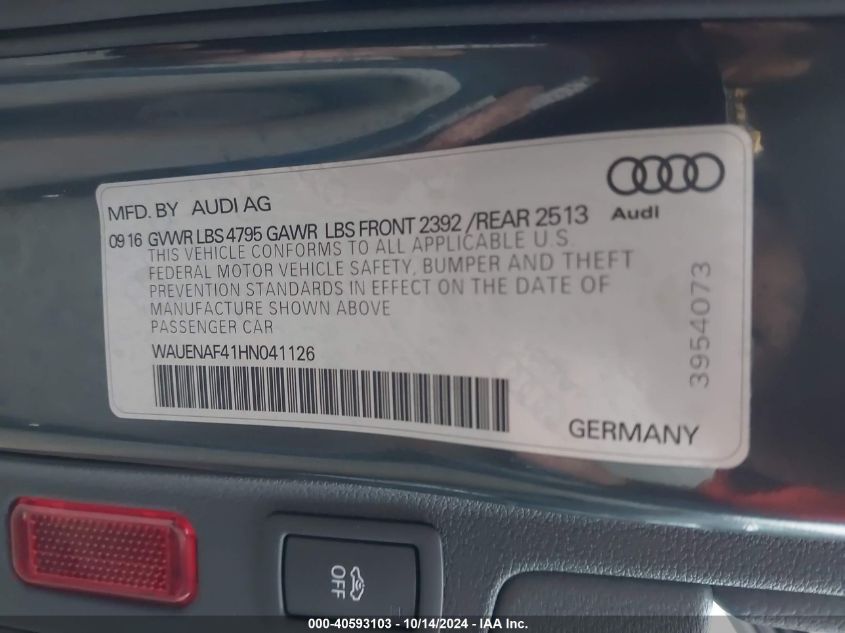 MFD. BY AUDI AG
Audi
09 16 GVWR LBS 4795 GAWR LBS FRONT 2392 /REAR 2513
THIS VEHICLE CONFORMS TO ALL APPLICABLE U.S.
FEDERAL MOTOR VEHICLE SAFETY, BUMPER AND THEFT
PREVENTION STANDARDS IN EFFECT ON THE DATE OF
MANUFACTURE SHOWN ABOVE
PASSENGER CAR
WAUENAF41HN041126
3954073
GERMANY
OFF
000-40593103 - 10/14/2024 - IAA Inc.